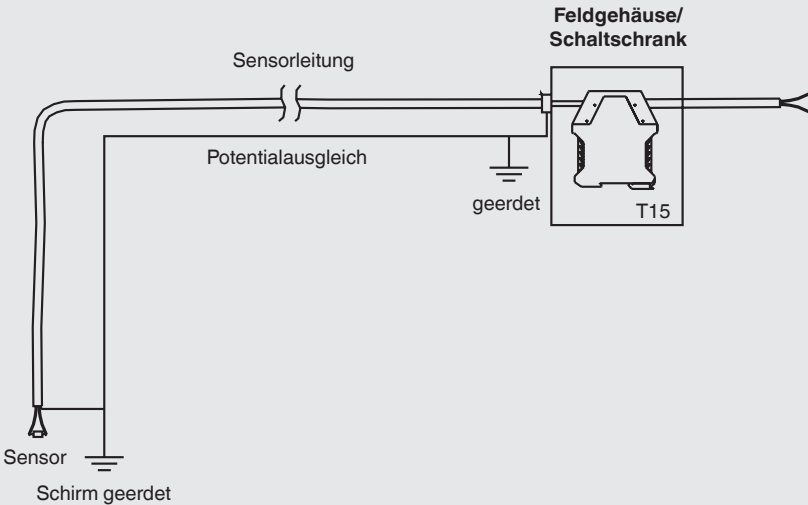 Feldgehäuse/
Schaltschrank
Sensorleitung
Potentialausgleich
geerdet
T15
Sensor
Schirm geerdet